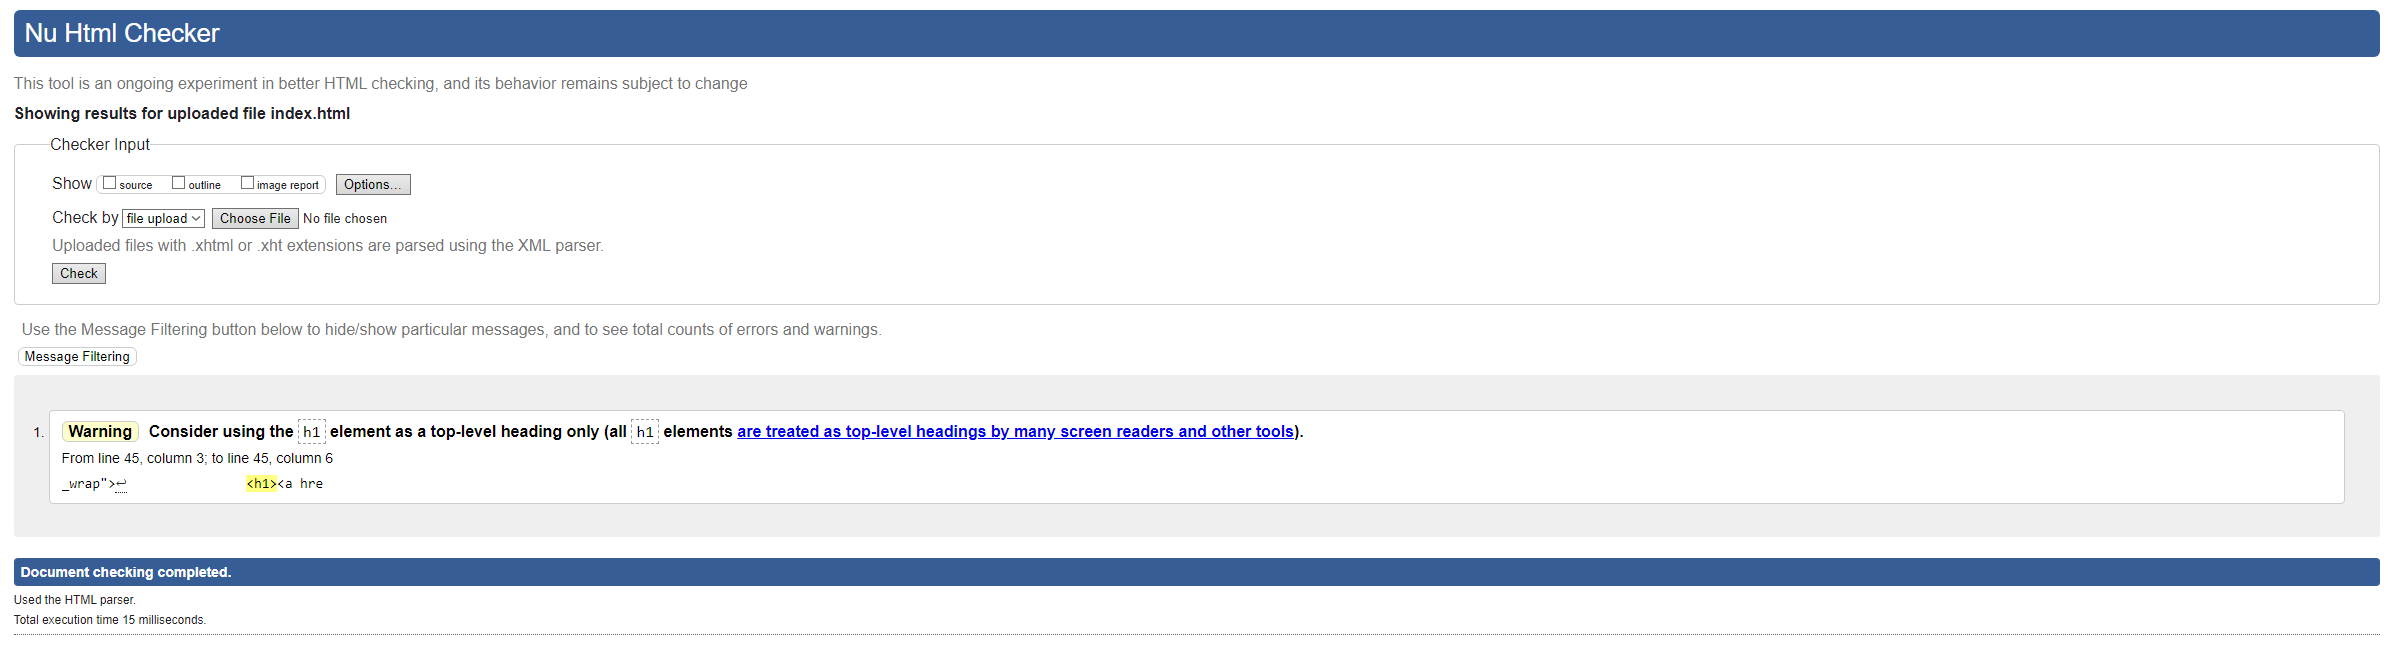 Nu Html Checker
This tool is an ongoing experiment in better HTML checking, and its behavior remains subject to change
Showing results for uploaded file index.html
Checker Input
Show source outline image report Options...
Check by file upload Choose File No file chosen
Uploaded files with .xhtml or .xht extensions are parsed using the XML parser.
Check
Use the Message Filtering button below to hide/show particular messages, and to see total counts of errors and warnings.
Message Filtering
1. Warning Consider using the h1 element as a top-level heading only (all h1 elements are treated as top-level headings by many screen readers and other tools).
From line 45, column 3; to line 45, column 6
_wrap">↩ <h1><a hre
Document checking completed.
Used the HTML parser.
Total execution time 15 milliseconds.